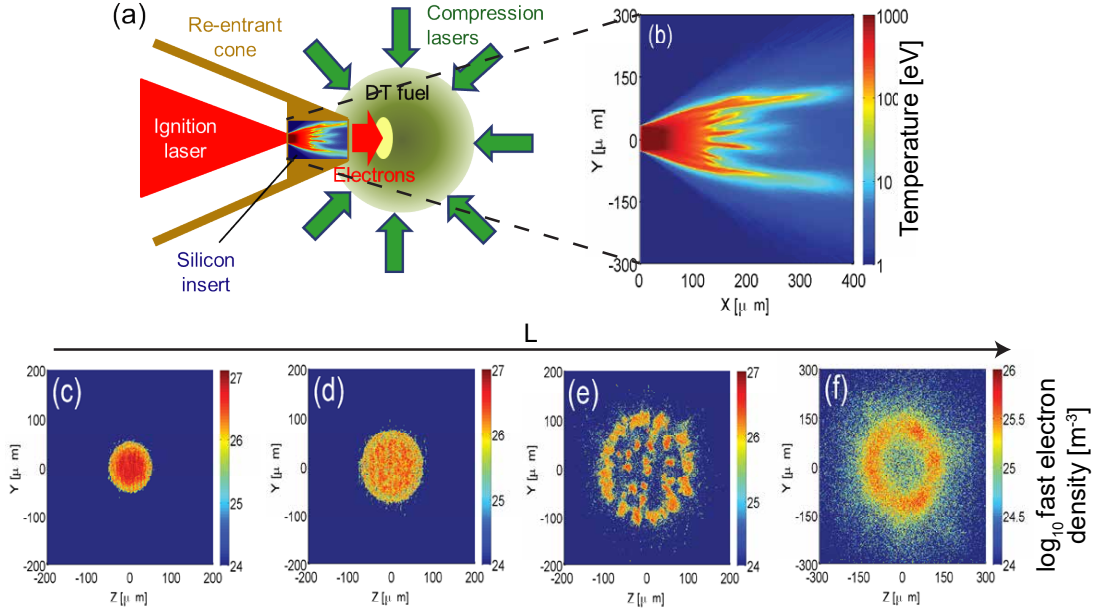 (a)
Re-entrant
cone
Compression
lasers
DT fuel
Ignition
laser
Electrons
Silicon
insert
(b)
300
150
0
-150
-300
Y [μ m]
0
100
200
300
400
X [μ m]
1000
100
10
1
Temperature [eV]
L
(c)
200
100
0
-100
-200
Y [μ m]
-200
-100
0
100
200
Z [μ m]
27
26
25
24
(d)
200
100
0
-100
-200
Y [μ m]
-200
-100
0
100
200
Z [μ m]
27
26
25
24
(e)
200
100
0
-100
-200
Y [μ m]
-200
-100
0
100
200
Z [μ m]
27
26
25
24
(f)
300
150
0
-150
-300
Y [μ m]
-300
-150
0
150
300
Z [μ m]
26
25.5
25
24.5
24
log₁₀ fast electron
density [m⁻³]